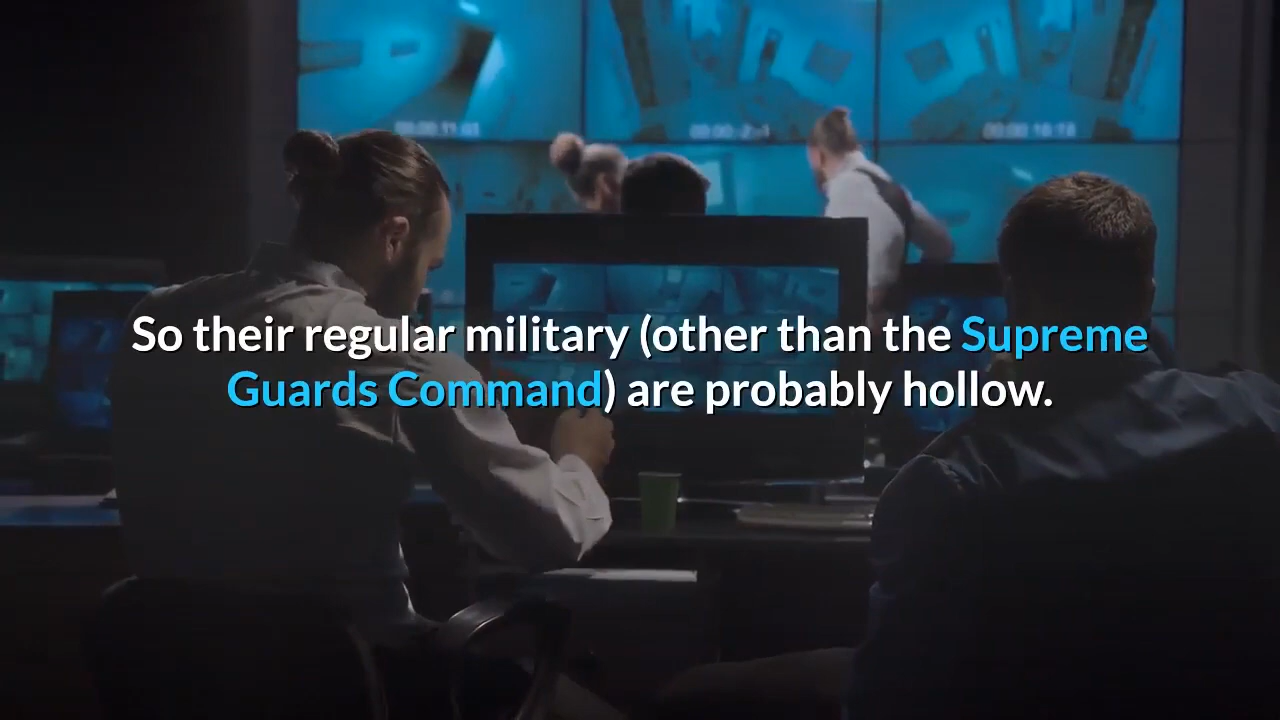 So their regular military (other than the Supreme
Guards Command) are probably hollow.